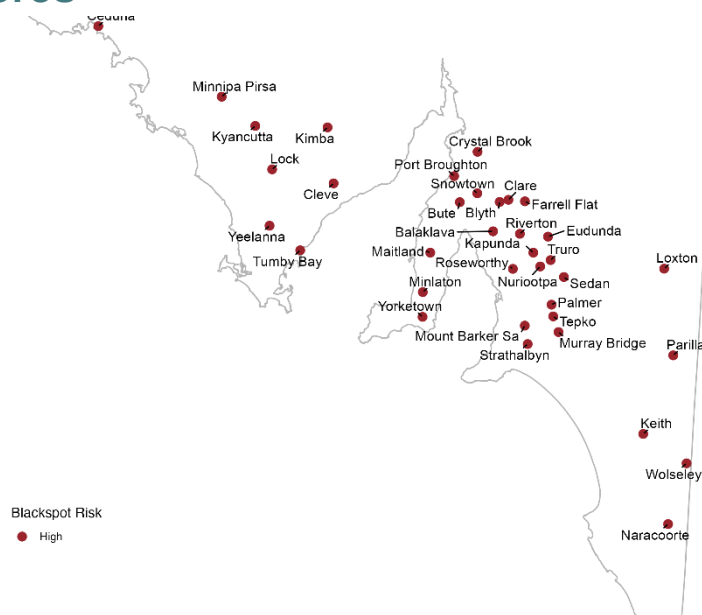 Ceduna
Minnipa Pirsa
Kyancutta
Kimba
Crystal Brook
Lock
Port Broughton
Snowtown
Clare
Cleve
Bute
Blyth
Farrell Flat
Riverton
Eudunda
Balaklava
Yeelanna
Kapunda
Truro
Maitland
Tumby Bay
Roseworthy
Loxton
Nuriootpa
Sedan
Minlaton
Yorketown
Palmer
Tepko
Mount Barker Sa
Murray Bridge
Parilla
Strathalbyn
Keith
Wolseley
Blackspot Risk
High
Naracoorte